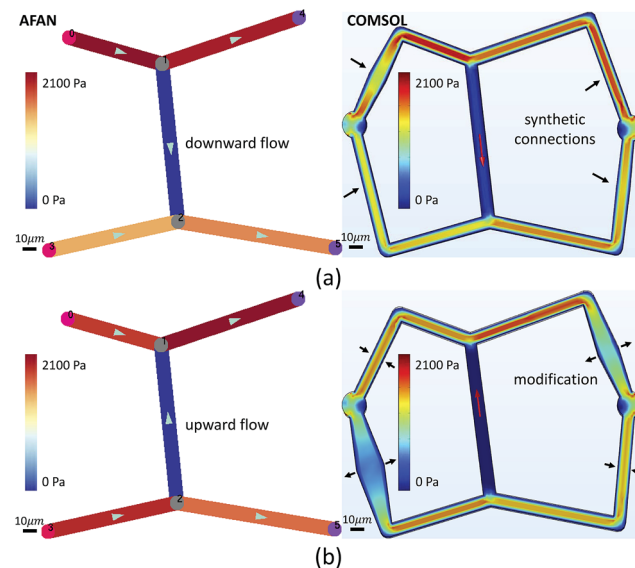 AFAN
COMSOL
0
1
4
2100 Pa
2100 Pa
downward flow
synthetic
connections
0 Pa
0 Pa
2
3
5
10μm
10μm
(a)
0
1
4
2100 Pa
2100 Pa
modification
upward flow
0 Pa
0 Pa
2
3
5
10μm
10μm
(b)